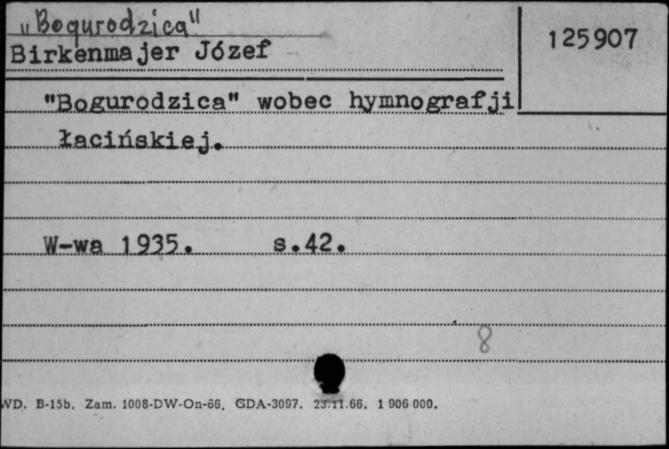 „Bogurodzica"
125907
Birkenmajer Józef
"Bogurodzica" wobec hymnografji
łacińskiej.
W-wa 1935. s.42.
8
WD. B-15b. Zam. 1008-DW-On-66. GDA-3097. 23.11.66. 1 906 000.